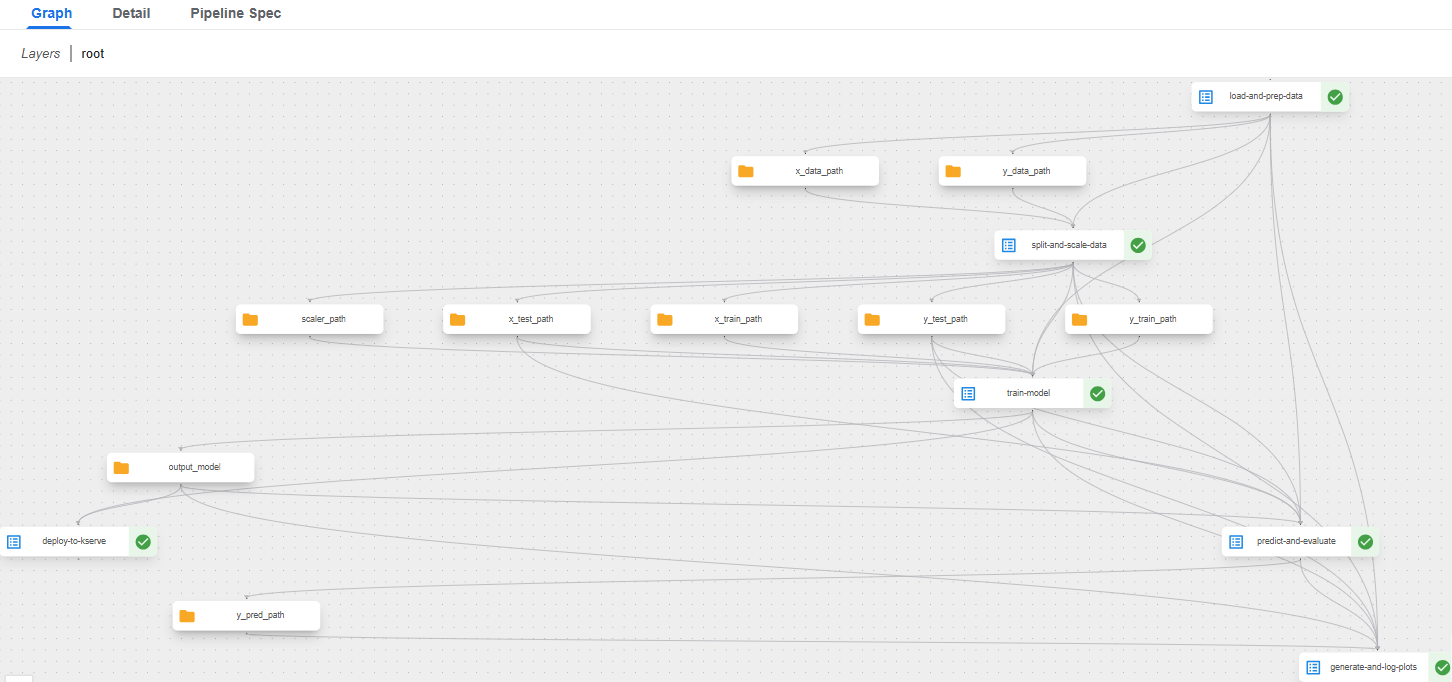 Graph Detail Pipeline Spec
Layers root
load-and-prep-data
x_data_path y_data_path
split-and-scale-data
scaler_path x_test_path x_train_path y_test_path y_train_path
train-model
output_model
deploy-to-kserve predict-and-evaluate
y_pred_path
generate-and-log-plots